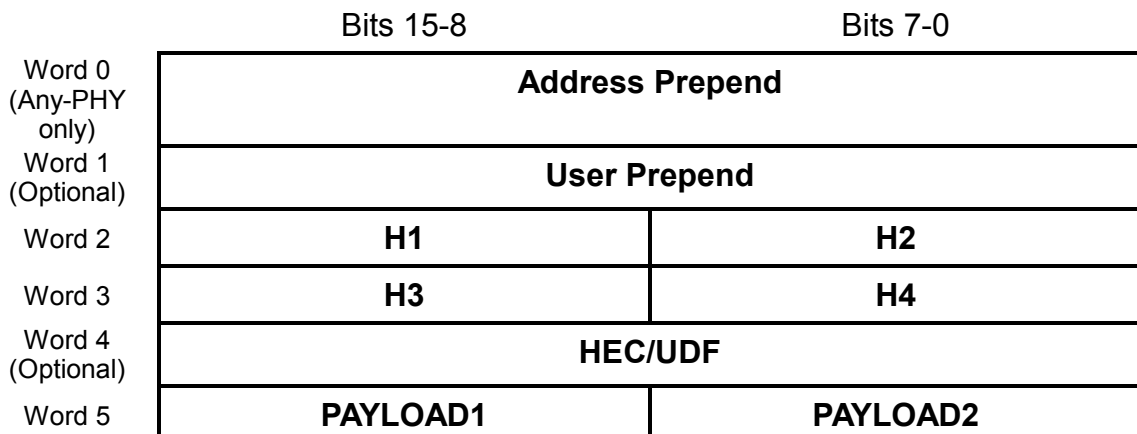 Bits 15-8 Bits 7-0
Word 0
(Any-PHY
only)
Address Prepend
Word 1
(Optional)
User Prepend
Word 2 H1 H2
Word 3 H3 H4
Word 4
(Optional)
HEC/UDF
Word 5 PAYLOAD1 PAYLOAD2